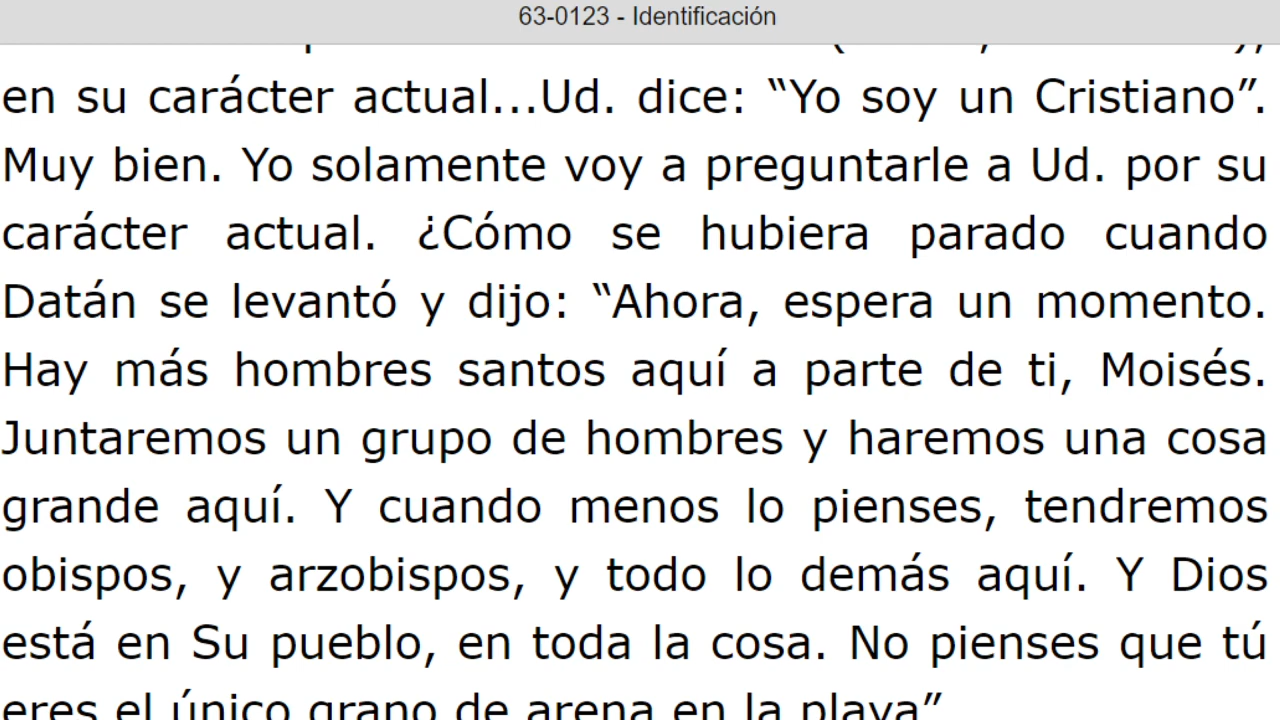 63-0123 - Identificación
en su carácter actual...Ud. dice: “Yo soy un Cristiano”.
Muy bien. Yo solamente voy a preguntarle a Ud. por su
carácter actual. ¿Cómo se hubiera parado cuando
Datán se levantó y dijo: “Ahora, espera un momento.
Hay más hombres santos aquí a parte de ti, Moisés.
Juntaremos un grupo de hombres y haremos una cosa
grande aquí. Y cuando menos lo pienses, tendremos
obispos, y arzobispos, y todo lo demás aquí. Y Dios
está en Su pueblo, en toda la cosa. No pienses que tú
eres el único grano de arena en la playa”